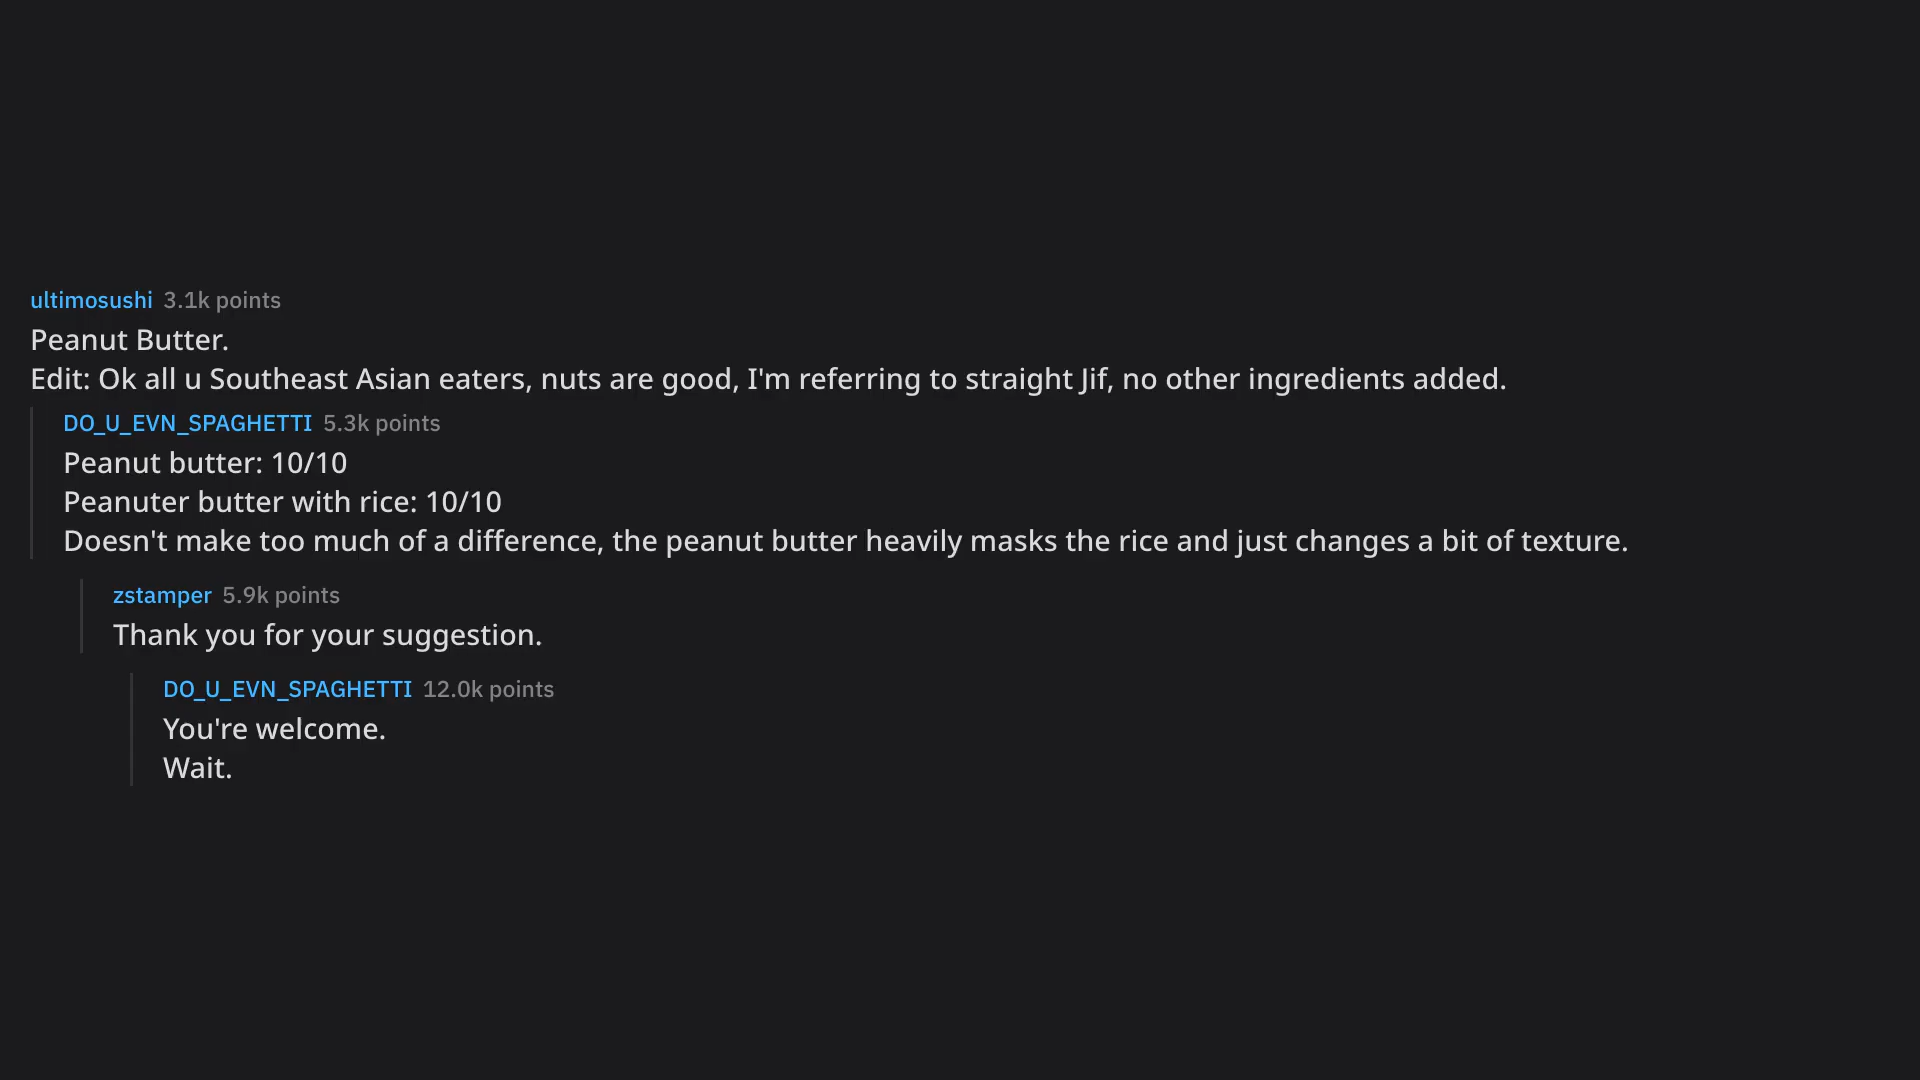 ultimosushi 3.1k points
Peanut Butter.
Edit: Ok all u Southeast Asian eaters, nuts are good, I'm referring to straight Jif, no other ingredients added.
DO_U_EVN_SPAGHETTI 5.3k points
Peanut butter: 10/10
Peanuter butter with rice: 10/10
Doesn't make too much of a difference, the peanut butter heavily masks the rice and just changes a bit of texture.
zstamper 5.9k points
Thank you for your suggestion.
DO_U_EVN_SPAGHETTI 12.0k points
You're welcome.
Wait.